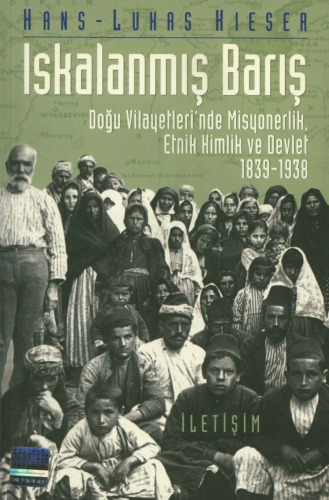 HANS-LUKAS KIESER
Iskalanmış Barış
Doğu Vilayetleri'nde Misyonerlik,
Etnik Kimlik ve Devlet
1839-1938
İLETİŞİM